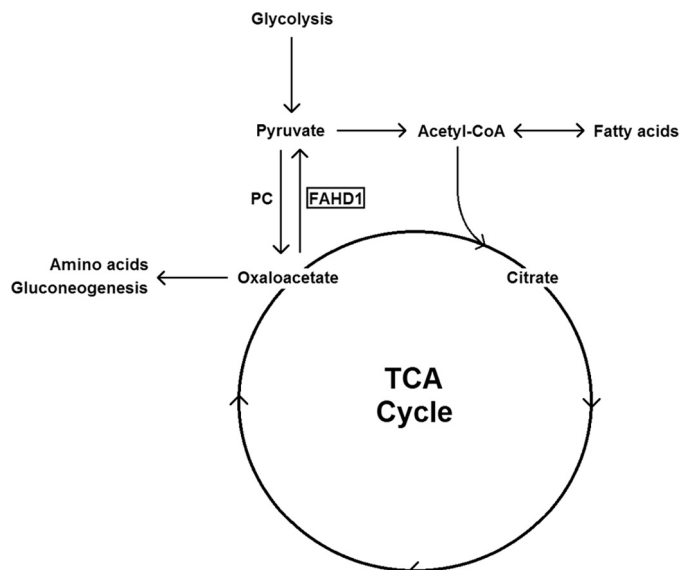 Glycolysis
Pyruvate
Acetyl-CoA
Fatty acids
PC
FAHD1
Amino acids
Gluconeogenesis
Oxaloacetate
Citrate
TCA
Cycle